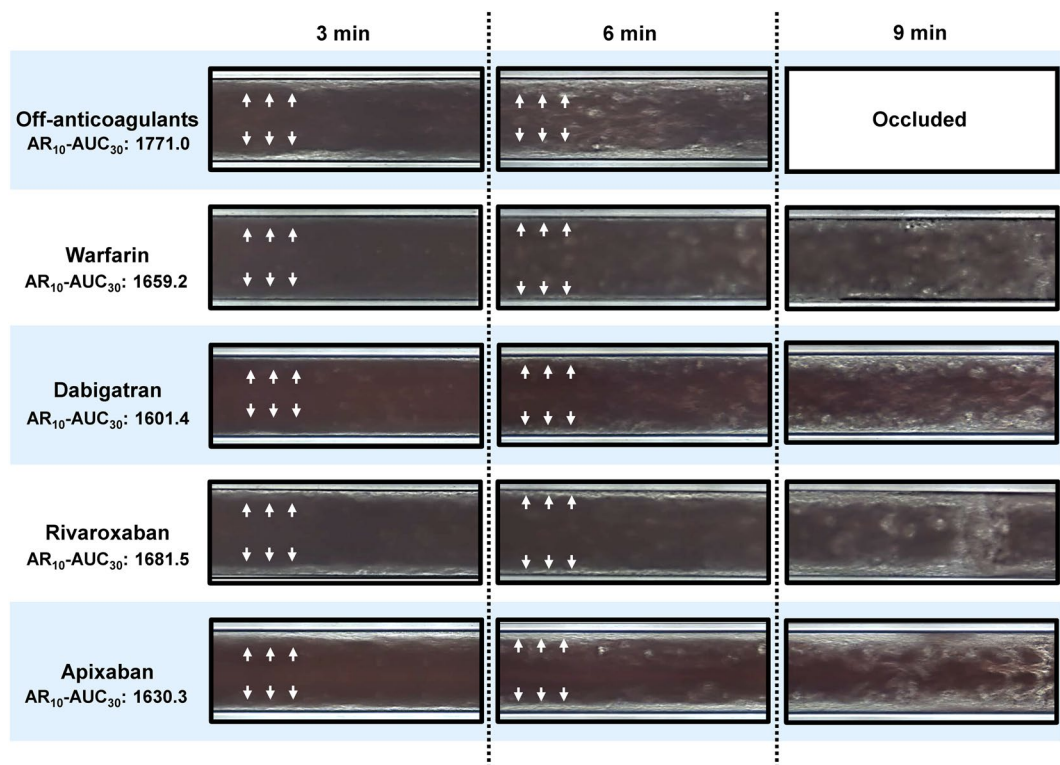 3 min
6 min
9 min
Off-anticoagulants
AR₁₀-AUC₃₀: 1771.0
Occluded
Warfarin
AR₁₀-AUC₃₀: 1659.2
Dabigatran
AR₁₀-AUC₃₀: 1601.4
Rivaroxaban
AR₁₀-AUC₃₀: 1681.5
Apixaban
AR₁₀-AUC₃₀: 1630.3